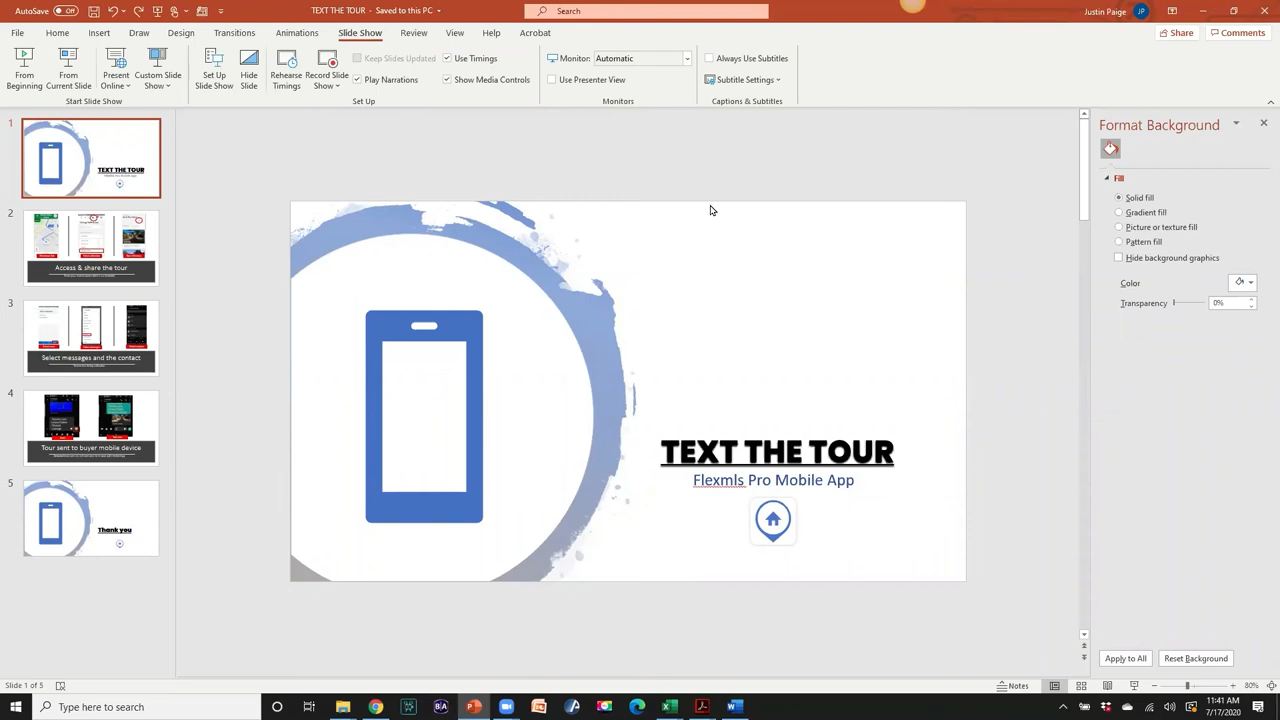 AutoSave Off
TEXT THE TOUR - Saved to this PC
Search
Justin Paige JP
File Home Insert Draw Design Transitions Animations Slide Show Review View Help Acrobat
Share Comments
From Beginning
From Current Slide
Present Online
Custom Slide Show
Start Slide Show
Set Up Slide Show
Hide Slide
Rehearse Timings
Record Slide Show
Keep Slides Updated
Play Narrations
Use Timings
Show Media Controls
Set Up
Monitor: Automatic
Use Presenter View
Monitors
Always Use Subtitles
Subtitle Settings
Captions & Subtitles
1
TEXT THE TOUR
2
Access & share the tour
3
Select messages and the contact
4
Tour sent to buyer mobile device
5
Thank you
TEXT THE TOUR
Flexmls Pro Mobile App
Format Background
Fill
Solid fill
Gradient fill
Picture or texture fill
Pattern fill
Hide background graphics
Color
Transparency 0%
Apply to All Reset Background
Slide 1 of 5
Notes
80%
Type here to search
11:41 AM
7/17/2020